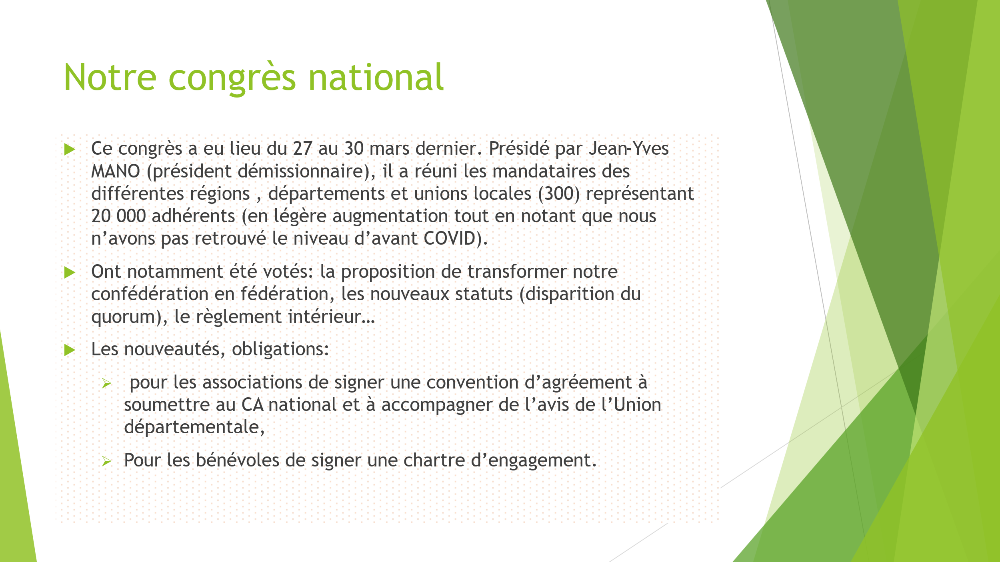 Notre congrès national
Ce congrès a eu lieu du 27 au 30 mars dernier. Présidé par Jean-Yves
MANO (président démissionnaire), il a réuni les mandataires des
différentes régions , départements et unions locales (300) représentant
20 000 adhérents (en légère augmentation tout en notant que nous
n’avons pas retrouvé le niveau d’avant COVID).
Ont notamment été votés: la proposition de transformer notre
confédération en fédération, les nouveaux statuts (disparition du
quorum), le règlement intérieur…
Les nouveautés, obligations:
pour les associations de signer une convention d’agréement à
soumettre au CA national et à accompagner de l’avis de l’Union
départementale,
Pour les bénévoles de signer une chartre d’engagement.